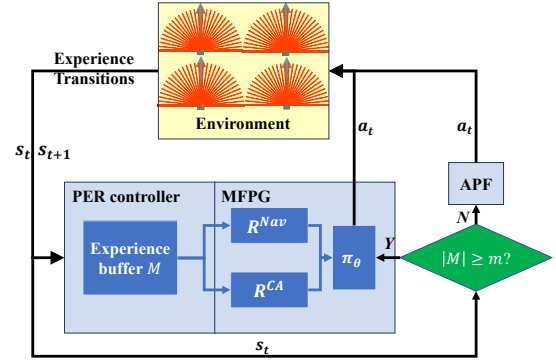 Experience
Transitions
Environment
s_t s_{t+1}
a_t
a_t
APF
PER controller
MFPG
N
Experience
buffer M
R^{Nav}
R^{CA}
π_θ
Y
|M| ≥ m?
s_t